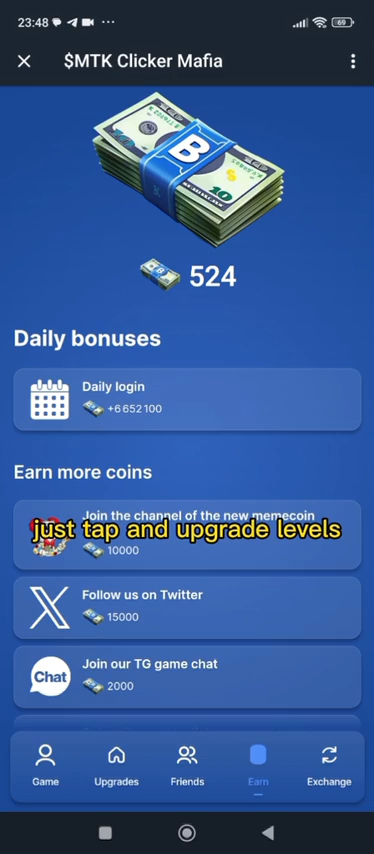 23:48
69
$MTK Clicker Mafia
B
10
524
Daily bonuses
Daily login
+6 652 100
Earn more coins
Join the channel of the new memecoin
just tap and upgrade levels
10000
Follow us on Twitter
15000
Chat
Join our TG game chat
2000
Game
Upgrades
Friends
Earn
Exchange